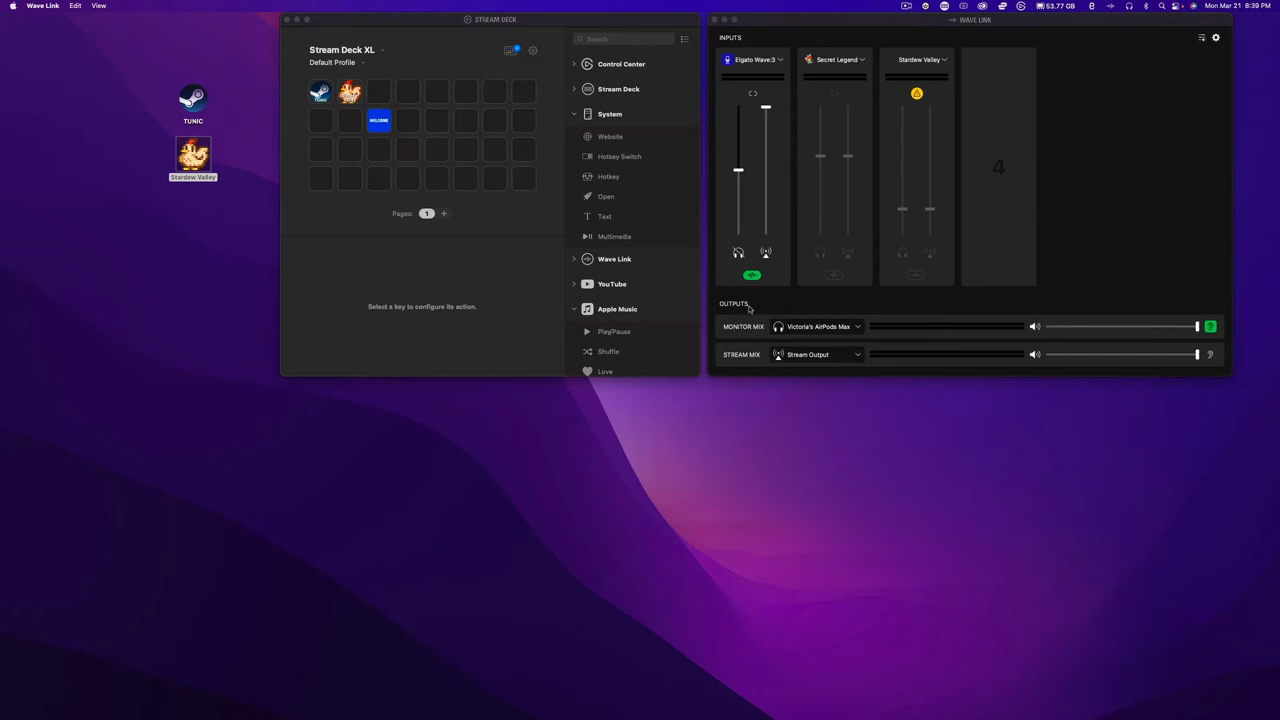 Wave Link Edit View
53.77 GB
Mon Mar 21 8:39 PM
STREAM DECK
WAVE LINK
Stream Deck XL
Default Profile
Search
TUNIC
WELCOME
TUNIC
Stardew Valley
Pages: 1 +
Select a key to configure its action.
Control Center
Stream Deck
System
Website
Hotkey Switch
Hotkey
Open
Text
Multimedia
Wave Link
YouTube
Apple Music
Play/Pause
Shuffle
Love
INPUTS
Elgato Wave:3
Secret Legend
Stardew Valley
4
OUTPUTS
MONITOR MIX Victoria's AirPods Max
STREAM MIX Stream Output